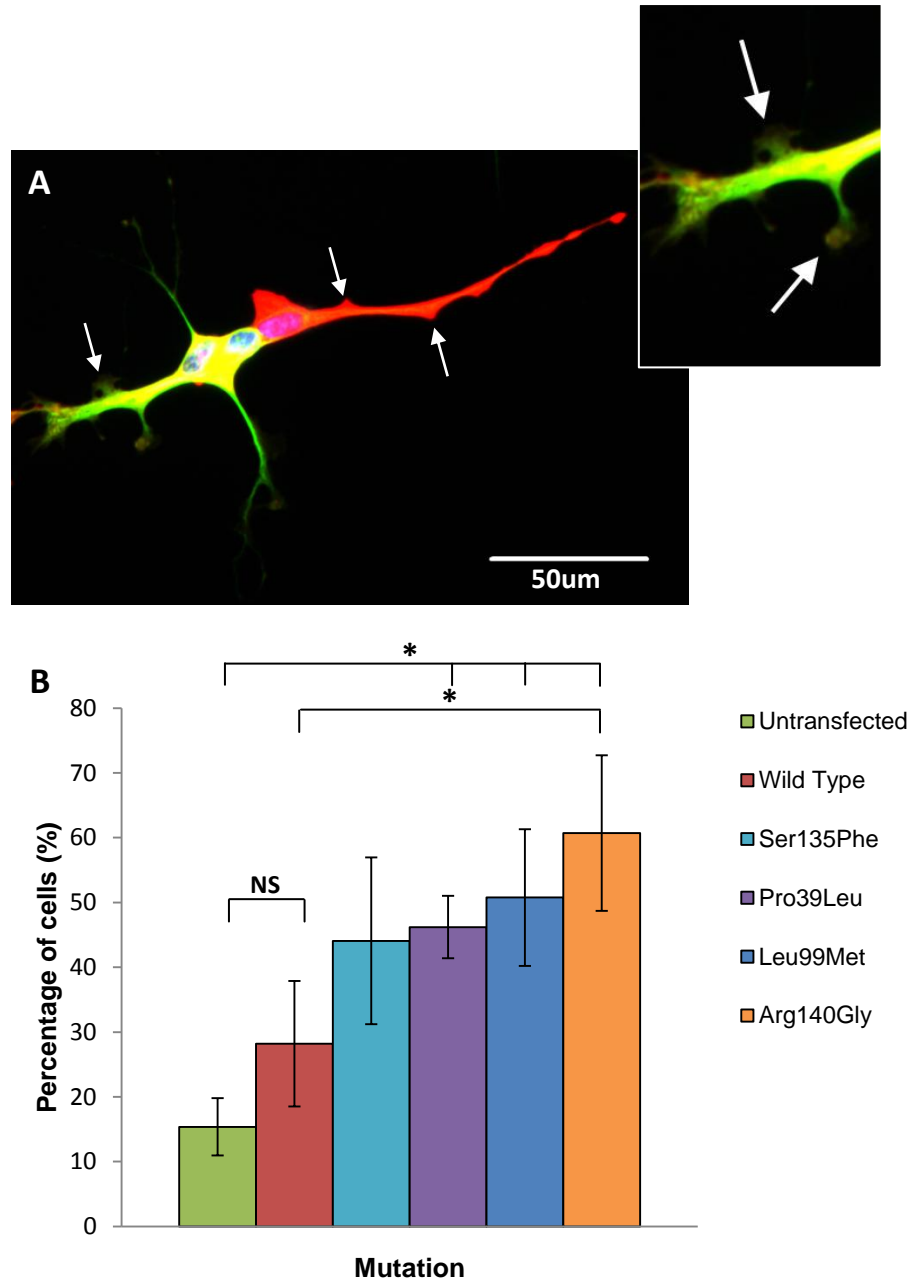 A
50um
B
*
*
NS
80
70
60
50
40
30
20
10
0
Percentage of cells (%)
Mutation
Untransfected
Wild Type
Ser135Phe
Pro39Leu
Leu99Met
Arg140Gly